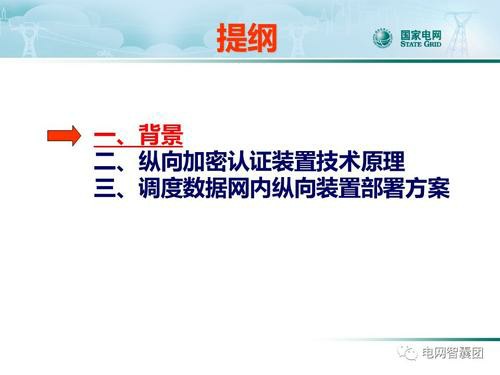 提纲
国家电网
STATE GRID
一、背景
二、纵向加密认证装置技术原理
三、调度数据网内纵向装置部署方案
电网智囊团